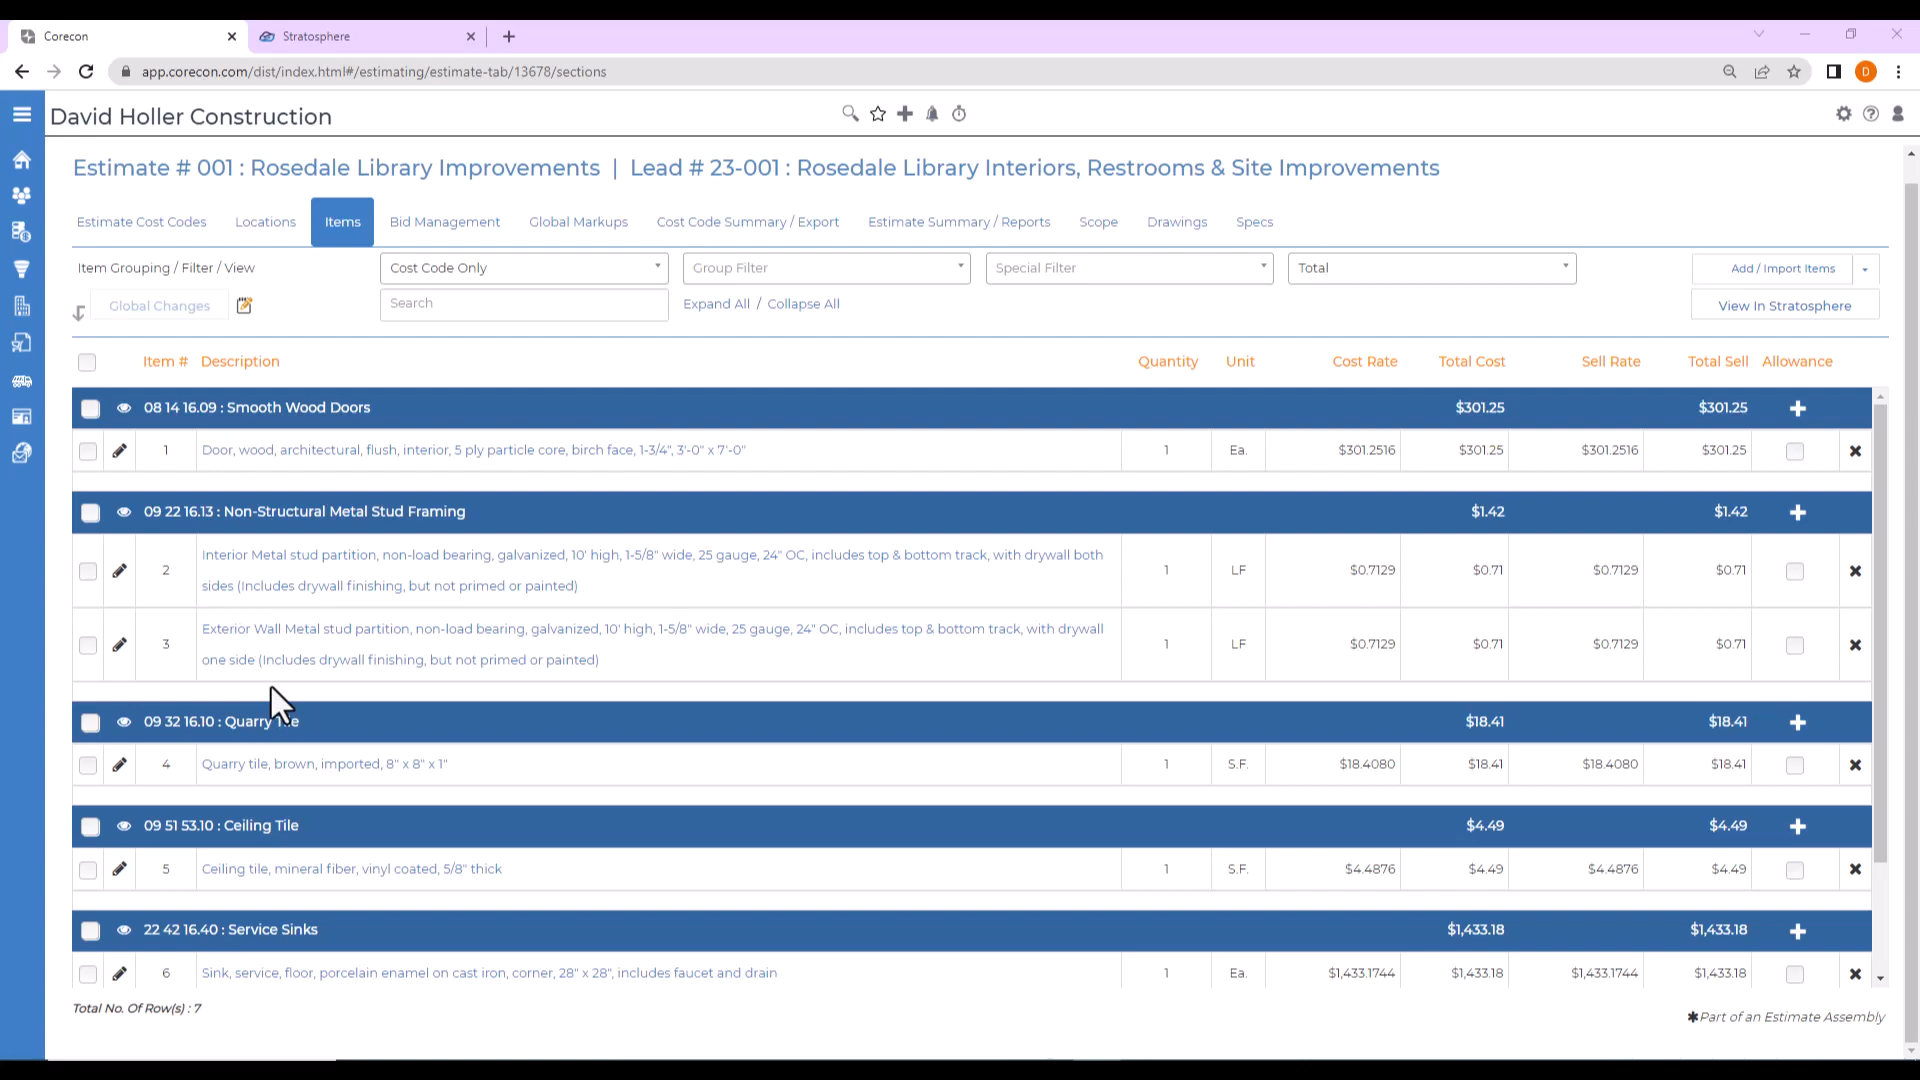 Corecon
Stratosphere
app.corecon.com/dist/index.html#/estimating/estimate-tab/13678/sections
D
David Holler Construction
Estimate # 001 : Rosedale Library Improvements | Lead # 23-001 : Rosedale Library Interiors, Restrooms & Site Improvements
Estimate Cost Codes Locations Items Bid Management Global Markups Cost Code Summary / Export Estimate Summary / Reports Scope Drawings Specs
Item Grouping / Filter / View Cost Code Only Group Filter Special Filter Total Add / Import Items
Global Changes Search Expand All / Collapse All View In Stratosphere
Item # Description Quantity Unit Cost Rate Total Cost Sell Rate Total Sell Allowance
08 14 16.09 : Smooth Wood Doors $301.25 $301.25
1 Door, wood, architectural, flush, interior, 5 ply particle core, birch face, 1-3/4", 3'-0" x 7'-0" 1 Ea. $301.2516 $301.25 $301.2516 $301.25
09 22 16.13 : Non-Structural Metal Stud Framing $1.42 $1.42
Interior Metal stud partition, non-load bearing, galvanized, 10' high, 1-5/8" wide, 25 gauge, 24" OC, includes top & bottom track, with drywall both
2 1 LF $0.7129 $0.71 $0.7129 $0.71
sides (Includes drywall finishing, but not primed or painted)
Exterior Wall Metal stud partition, non-load bearing, galvanized, 10' high, 1-5/8" wide, 25 gauge, 24" OC, includes top & bottom track, with drywall
3 1 LF $0.7129 $0.71 $0.7129 $0.71
one side (Includes drywall finishing, but not primed or painted)
09 32 16.10 : Quarry Tile $18.41 $18.41
4 Quarry tile, brown, imported, 8" x 8" x 1" 1 S.F. $18.4080 $18.41 $18.4080 $18.41
09 51 53.10 : Ceiling Tile $4.49 $4.49
5 Ceiling tile, mineral fiber, vinyl coated, 5/8" thick 1 S.F. $4.4876 $4.49 $4.4876 $4.49
22 42 16.40 : Service Sinks $1,433.18 $1,433.18
6 Sink, service, floor, porcelain enamel on cast iron, corner, 28" x 28", includes faucet and drain 1 Ea. $1,433.1744 $1,433.18 $1,433.1744 $1,433.18
Total No. Of Row(s) : 7
✱Part of an Estimate Assembly